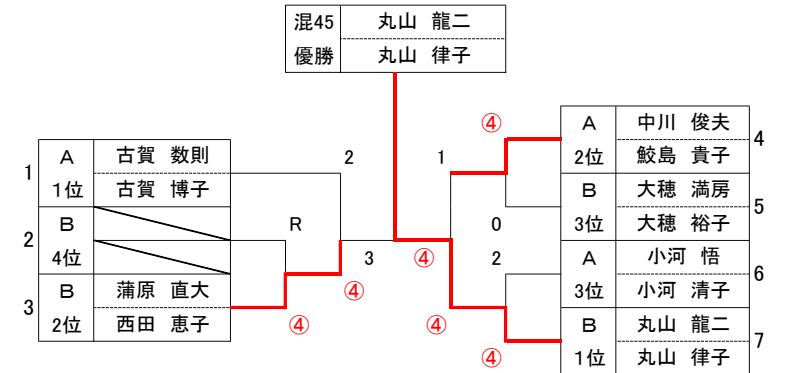 混45 丸山 龍二
優勝 丸山 律子
1 A 古賀 数則
1位 古賀 博子
2 B
4位
3 B 蒲原 直大
2位 西田 恵子
2
R
3
④
④
1
④
④
④
0
2
④
A 中川 俊夫 4
2位 鮫島 貴子
B 大穂 満房 5
3位 大穂 裕子
A 小河 悟 6
3位 小河 清子
B 丸山 龍二 7
1位 丸山 律子